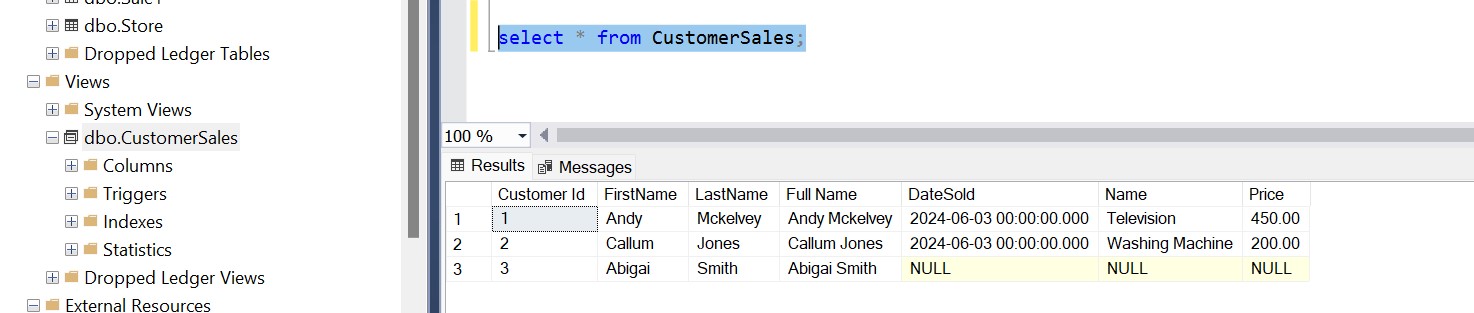 dbo.Store
Dropped Ledger Tables
Views
System Views
dbo.CustomerSales
Columns
Triggers
Indexes
Statistics
Dropped Ledger Views
External Resources
select * from CustomerSales;
100 %
Results Messages
Customer Id FirstName LastName Full Name DateSold Name Price
1 1 Andy Mckelvey Andy Mckelvey 2024-06-03 00:00:00.000 Television 450.00
2 2 Callum Jones Callum Jones 2024-06-03 00:00:00.000 Washing Machine 200.00
3 3 Abigai Smith Abigai Smith NULL NULL NULL